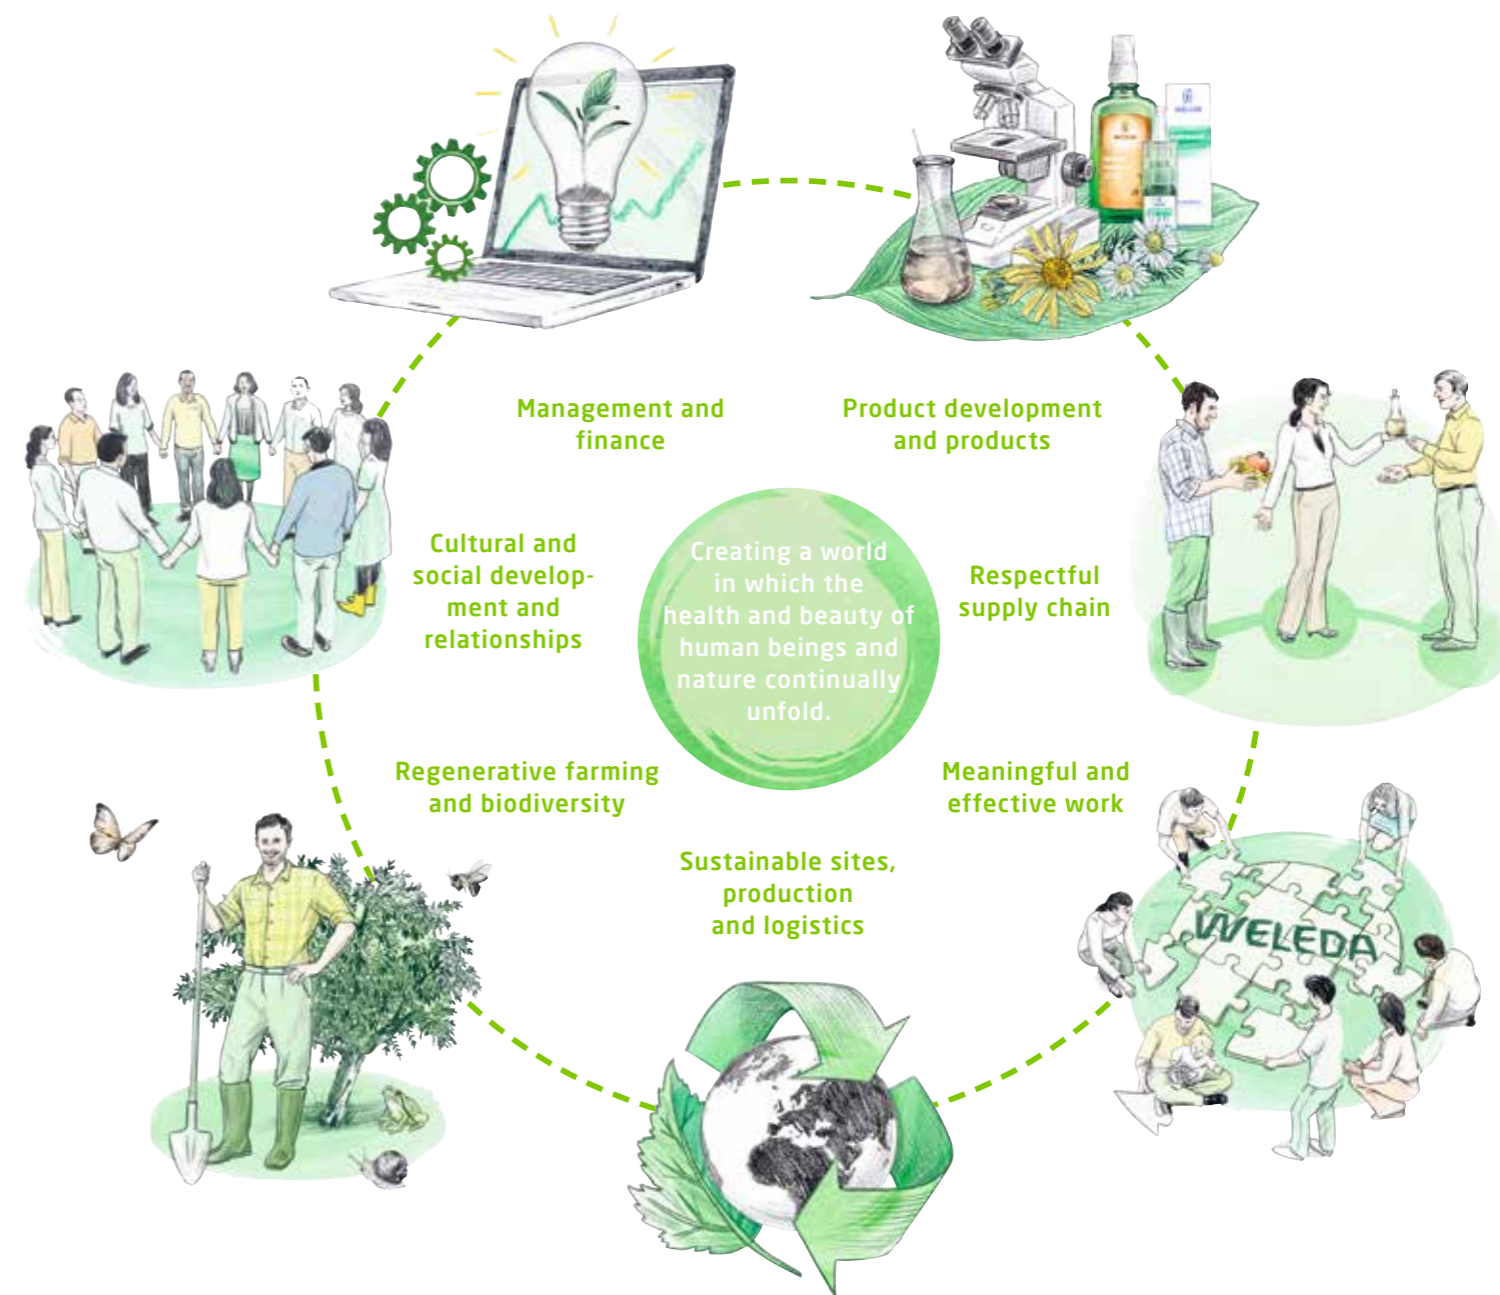 WELEDA
Management and
finance
Product development
and products
Cultural and
social develop-
ment and
relationships
Creating a world
in which the
health and beauty of
human beings and
nature continually
unfold.
Respectful
supply chain
Regenerative farming
and biodiversity
Meaningful and
effective work
Sustainable sites,
production
and logistics
WELEDA